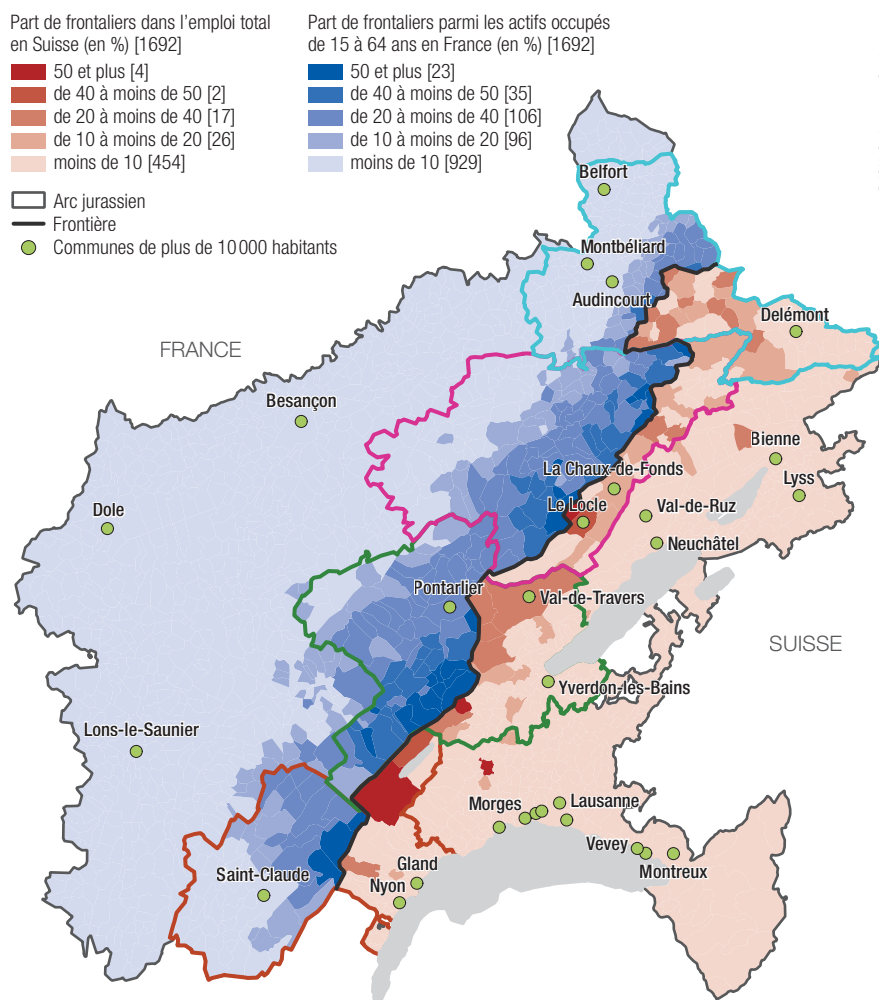 Part de frontaliers dans l'emploi total
en Suisse (en %) [1692]
50 et plus [4]
de 40 à moins de 50 [2]
de 20 à moins de 40 [17]
de 10 à moins de 20 [26]
moins de 10 [454]
Part de frontaliers parmi les actifs occupés
de 15 à 64 ans en France (en %) [1692]
50 et plus [23]
de 40 à moins de 50 [35]
de 20 à moins de 40 [106]
de 10 à moins de 20 [96]
moins de 10 [929]
Arc jurassien
Frontière
Communes de plus de 10 000 habitants
Belfort
Montbéliard
Audincourt
Delémont
FRANCE
Besançon
Bienne
La Chaux-de-Fonds
Lyss
Le Locle
Val-de-Ruz
Dole
Neuchâtel
Pontarlier
Val-de-Travers
SUISSE
Yverdon-les-Bains
Lons-le-Saunier
Morges
Lausanne
Vevey
Montreux
Gland
Saint-Claude
Nyon